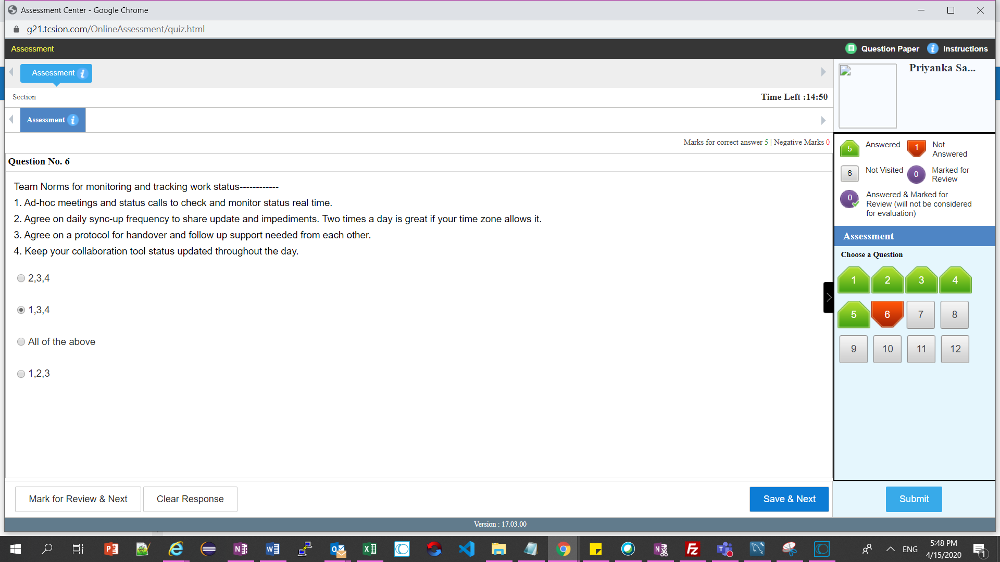 Assessment Center - Google Chrome
g21.tcsion.com/OnlineAssessment/quiz.html
Assessment
Question Paper
Instructions
Assessment
Priyanka Sa...
Section
Time Left :14:50
Assessment
Marks for correct answer 5 | Negative Marks 0
5 Answered
1 Not Answered
6 Not Visited
0 Marked for Review
0 Answered & Marked for Review (will not be considered for evaluation)
Question No. 6
Team Norms for monitoring and tracking work status------------
1. Ad-hoc meetings and status calls to check and monitor status real time.
2. Agree on daily sync-up frequency to share update and impediments. Two times a day is great if your time zone allows it.
3. Agree on a protocol for handover and follow up support needed from each other.
4. Keep your collaboration tool status updated throughout the day.
2,3,4
1,3,4
All of the above
1,2,3
Assessment
Choose a Question
1 2 3 4
5 6 7 8
9 10 11 12
Mark for Review & Next
Clear Response
Save & Next
Submit
Version : 17.03.00
ENG
5:48 PM
4/15/2020
1